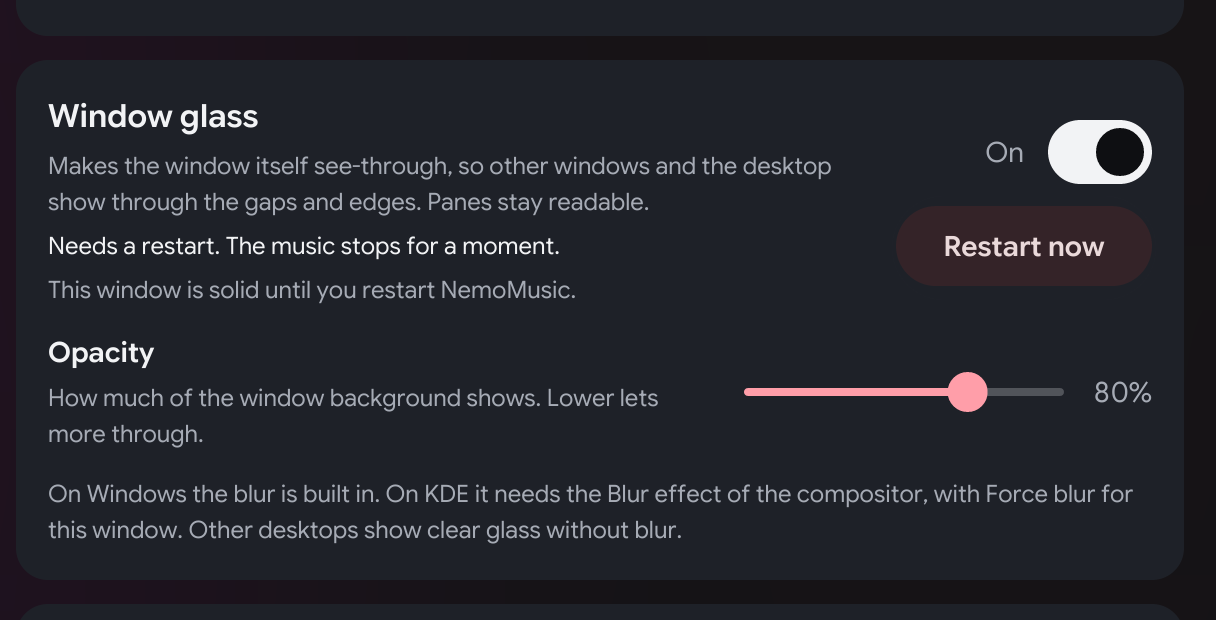 Window glass
Makes the window itself see-through, so other windows and the desktop
show through the gaps and edges. Panes stay readable.
On
Needs a restart. The music stops for a moment.
Restart now
This window is solid until you restart NemoMusic.
Opacity
How much of the window background shows. Lower lets
more through.
80%
On Windows the blur is built in. On KDE it needs the Blur effect of the compositor, with Force blur for
this window. Other desktops show clear glass without blur.